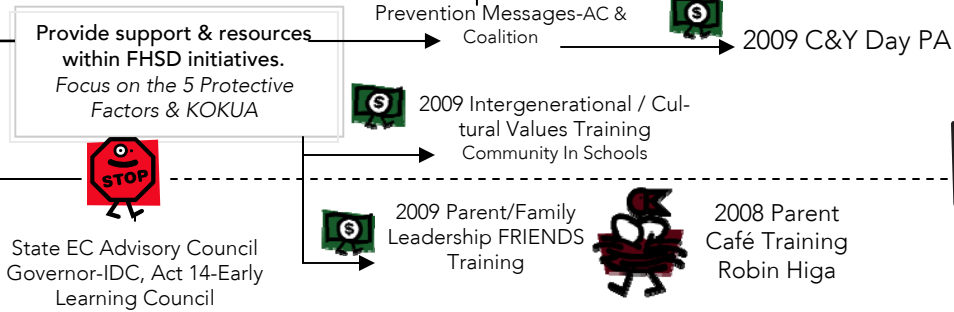 Prevention Messages-AC &
Coalition
2009 C&Y Day PA
Provide support & resources
within FHSD initiatives.
Focus on the 5 Protective
Factors & KOKUA
$
$
2009 Intergenerational / Cul-
tural Values Training
Community In Schools
STOP
State EC Advisory Council
Governor-IDC, Act 14-Early
Learning Council
$
2009 Parent/Family
Leadership FRIENDS
Training
2008 Parent
Café Training
Robin Higa